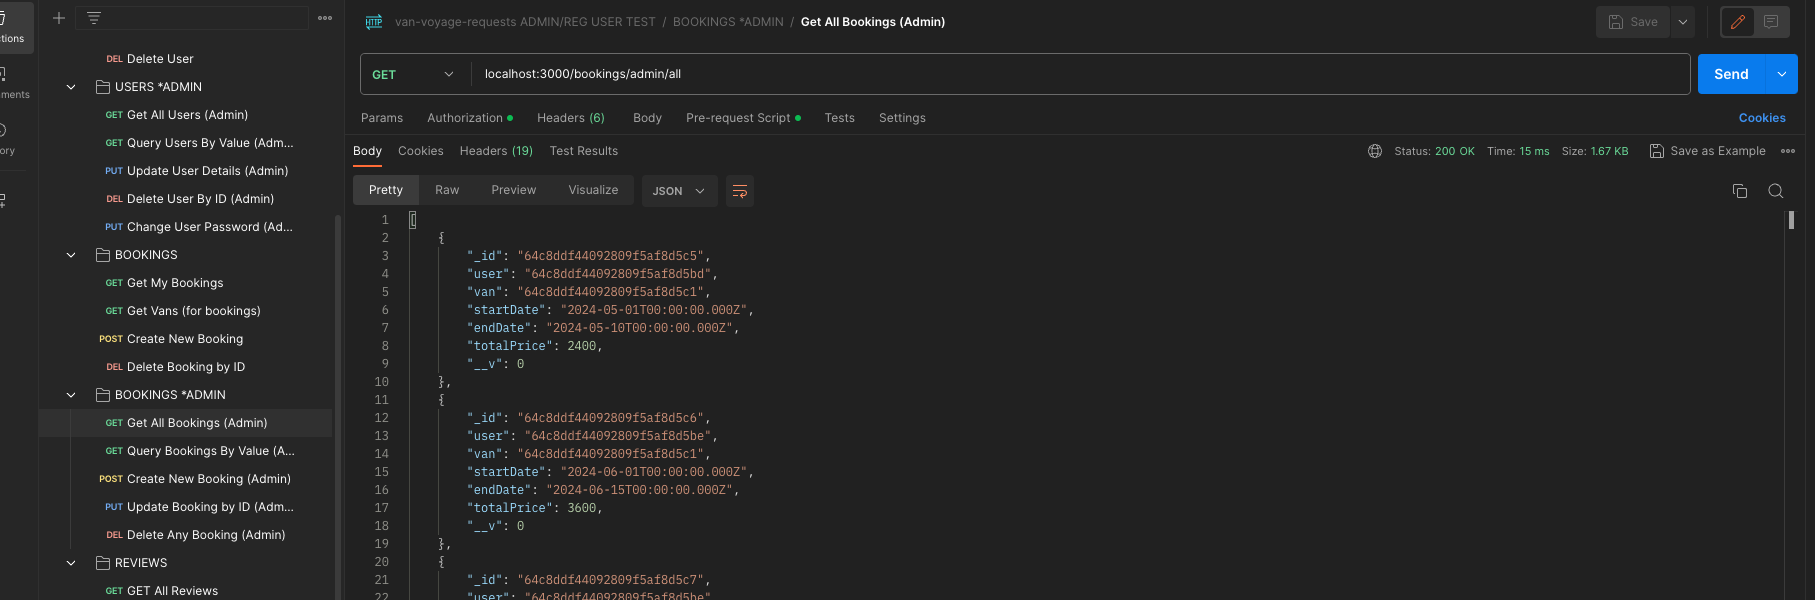 ctions
ments
ory
Delete User
DEL
USERS *ADMIN
GET Get All Users (Admin)
GET Query Users By Value (Adm...
PUT Update User Details (Admin)
DEL Delete User By ID (Admin)
PUT Change User Password (Ad...
BOOKINGS
GET Get My Bookings
GET Get Vans (for bookings)
POST Create New Booking
DEL Delete Booking by ID
BOOKINGS *ADMIN
GET Get All Bookings (Admin)
GET Query Bookings By Value (A...
POST Create New Booking (Admin)
PUT Update Booking by ID (Adm...
DEL Delete Any Booking (Admin)
REVIEWS
GET GET All Reviews
HTTP van-voyage-requests ADMIN/REG USER TEST / BOOKINGS *ADMIN / Get All Bookings (Admin) Save
GET localhost:3000/bookings/admin/all Send
Params Authorization Headers (6) Body Pre-request Script Tests Settings Cookies
Body Cookies Headers (19) Test Results Status: 200 OK Time: 15 ms Size: 1.67 KB Save as Example
Pretty Raw Preview Visualize JSON
1 [
2 {
3 "_id": "64c8ddf44092809f5af8d5c5",
4 "user": "64c8ddf44092809f5af8d5bd",
5 "van": "64c8ddf44092809f5af8d5c1",
6 "startDate": "2024-05-01T00:00:00.000Z",
7 "endDate": "2024-05-10T00:00:00.000Z",
8 "totalPrice": 2400,
9 "__v": 0
10 },
11 {
12 "_id": "64c8ddf44092809f5af8d5c6",
13 "user": "64c8ddf44092809f5af8d5be",
14 "van": "64c8ddf44092809f5af8d5c1",
15 "startDate": "2024-06-01T00:00:00.000Z",
16 "endDate": "2024-06-15T00:00:00.000Z",
17 "totalPrice": 3600,
18 "__v": 0
19 },
20 {
21 "_id": "64c8ddf44092809f5af8d5c7",
22 "user": "64c8ddf44092809f5af8d5be"